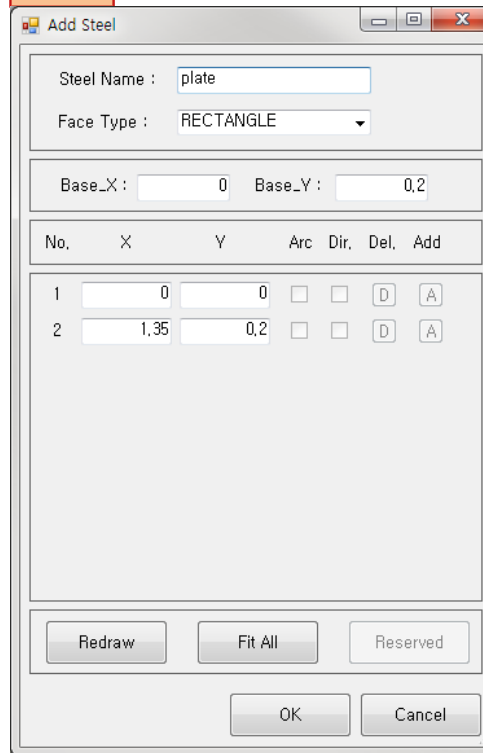 Add Steel
Steel Name : plate
Face Type : RECTANGLE
Base_X : 0 Base_Y : 0,2
No, X Y Arc Dir, Del, Add
1 0 0 D A
2 1,35 0,2 D A
Redraw Fit All Reserved
OK Cancel